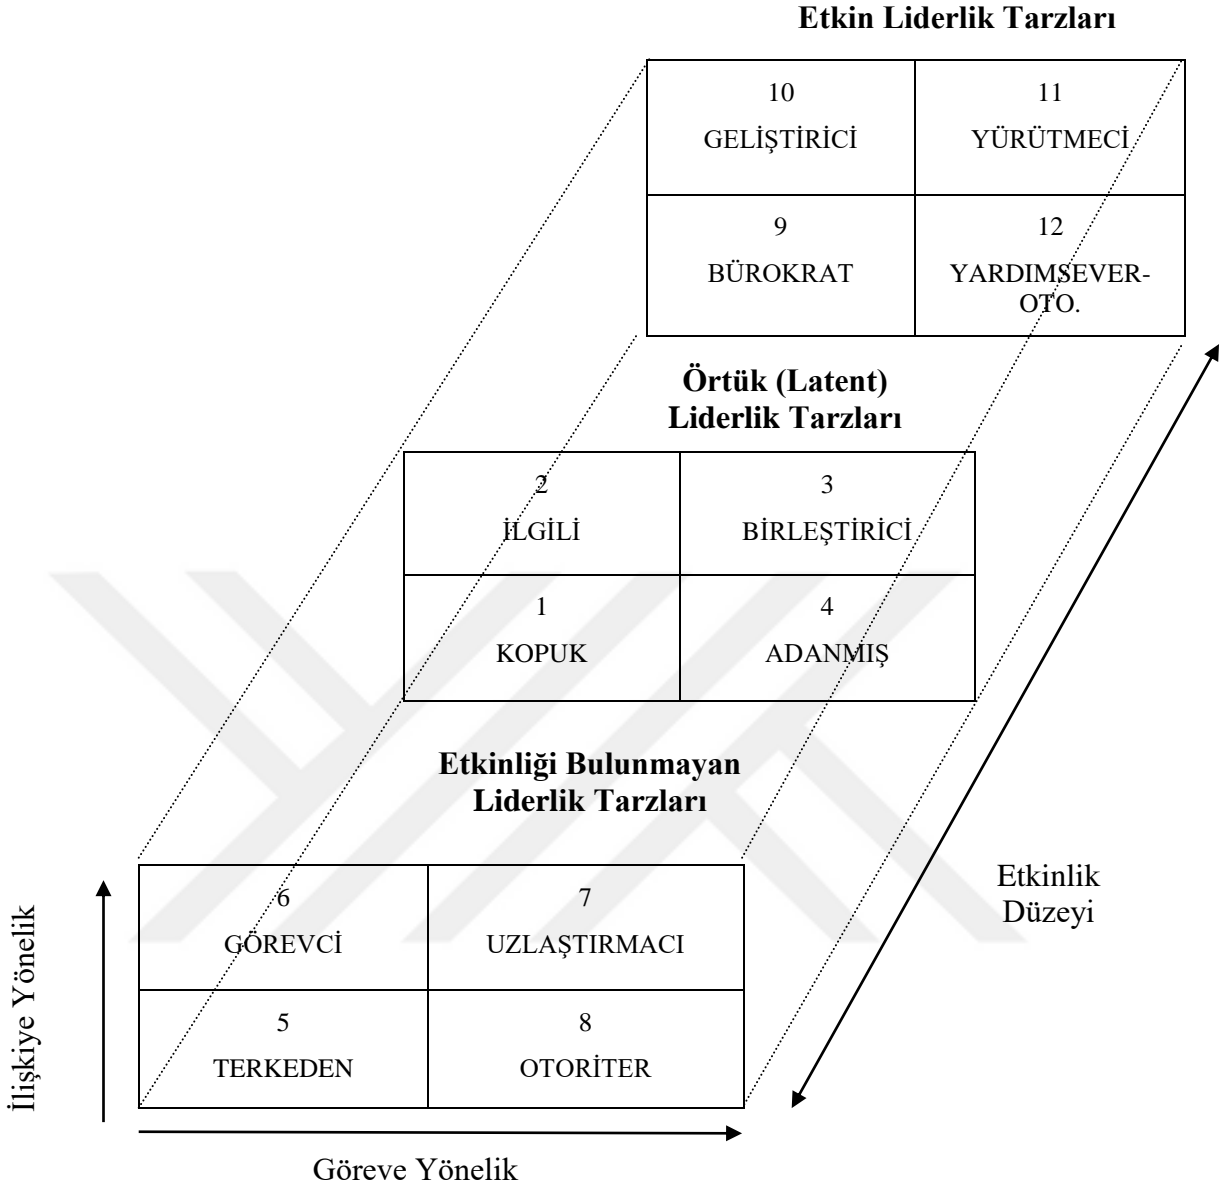 Etkin Liderlik Tarzları
10
GELİŞTİRİCİ
11
YÜRÜTMECİ
9
BÜROKRAT
12
YARDIMSEVER-
OTO.
Örtük (Latent)
Liderlik Tarzları
2
İLGİLİ
3
BİRLEŞTİRİCİ
1
KOPUK
4
ADANMIŞ
Etkinliği Bulunmayan
Liderlik Tarzları
6
GÖREVCİ
7
UZLAŞTIRMACI
5
TERKEDEN
8
OTORİTER
Etkinlik
Düzeyi
İlişkiye Yönelik
Göreve Yönelik